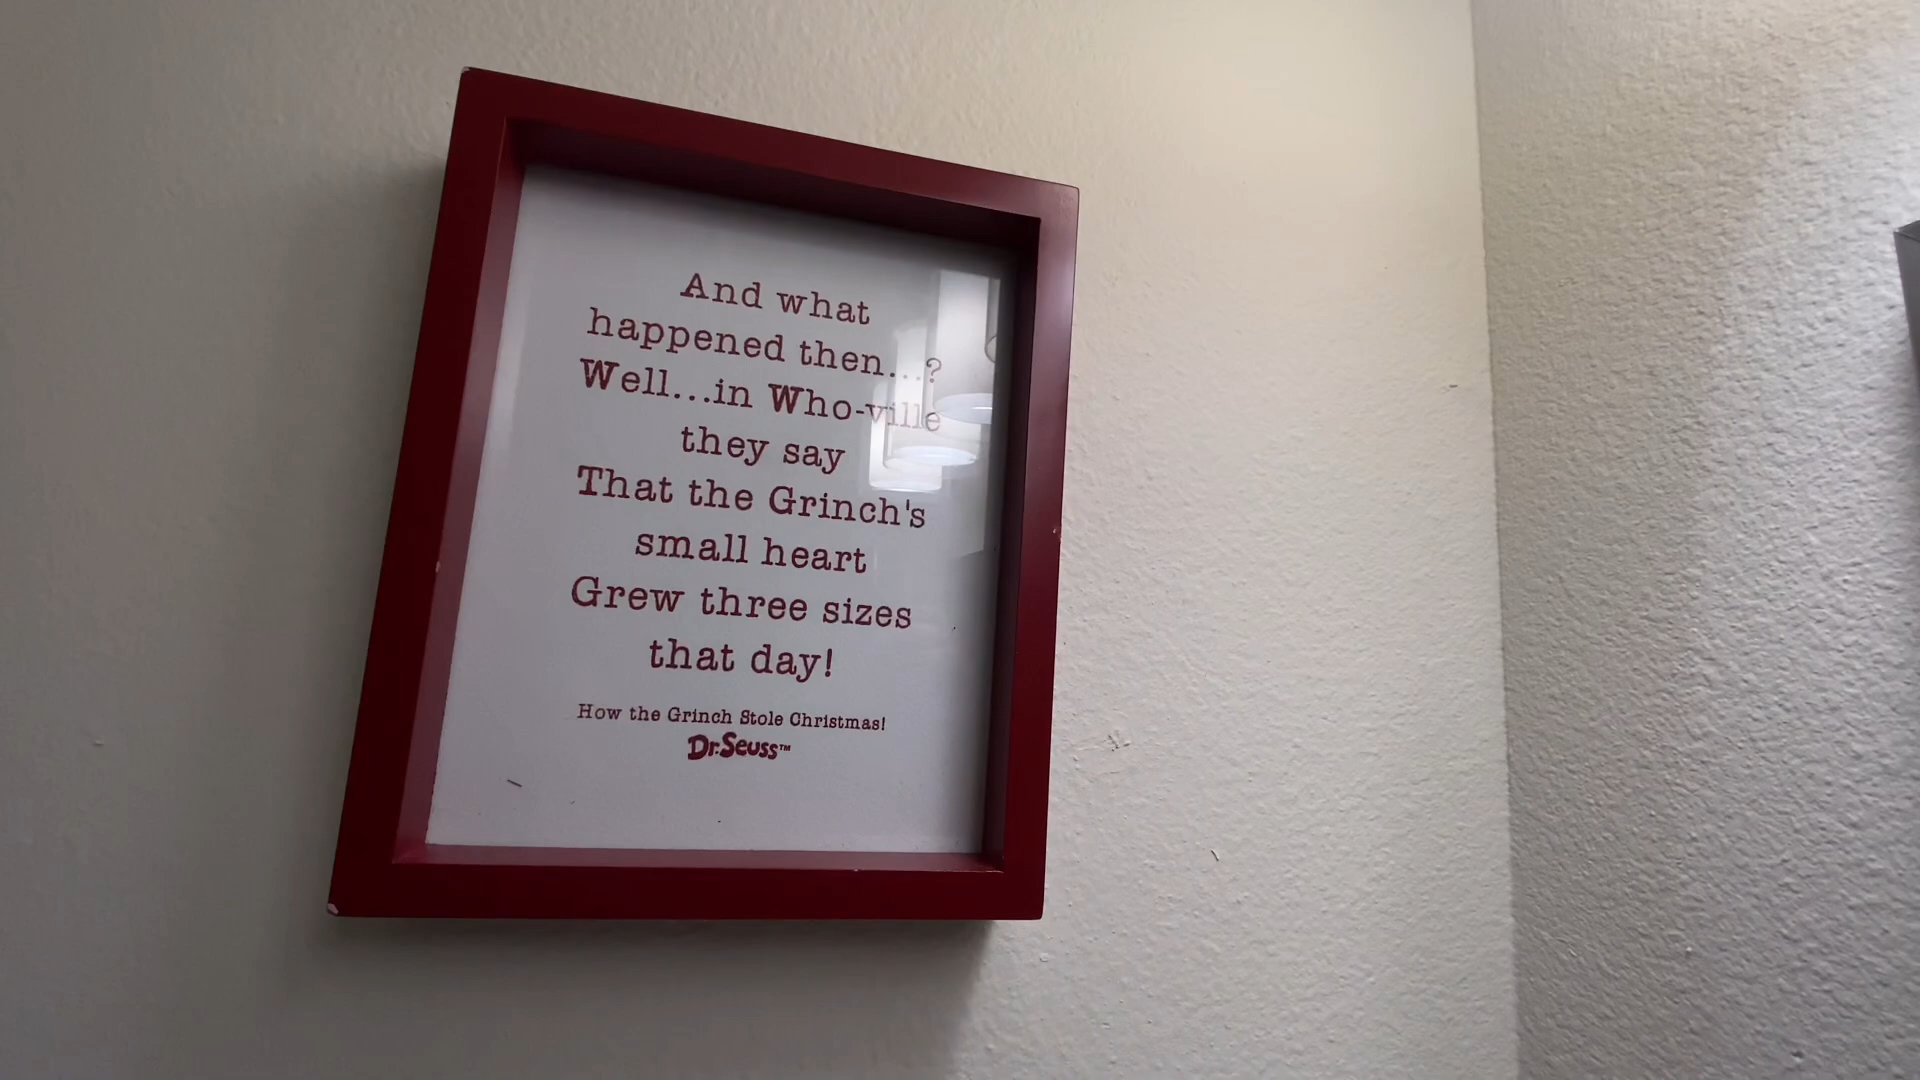 And what
happened then...?
Well...in Who-ville
they say
That the Grinch's
small heart
Grew three sizes
that day!
How the Grinch Stole Christmas!
Dr. Seuss™